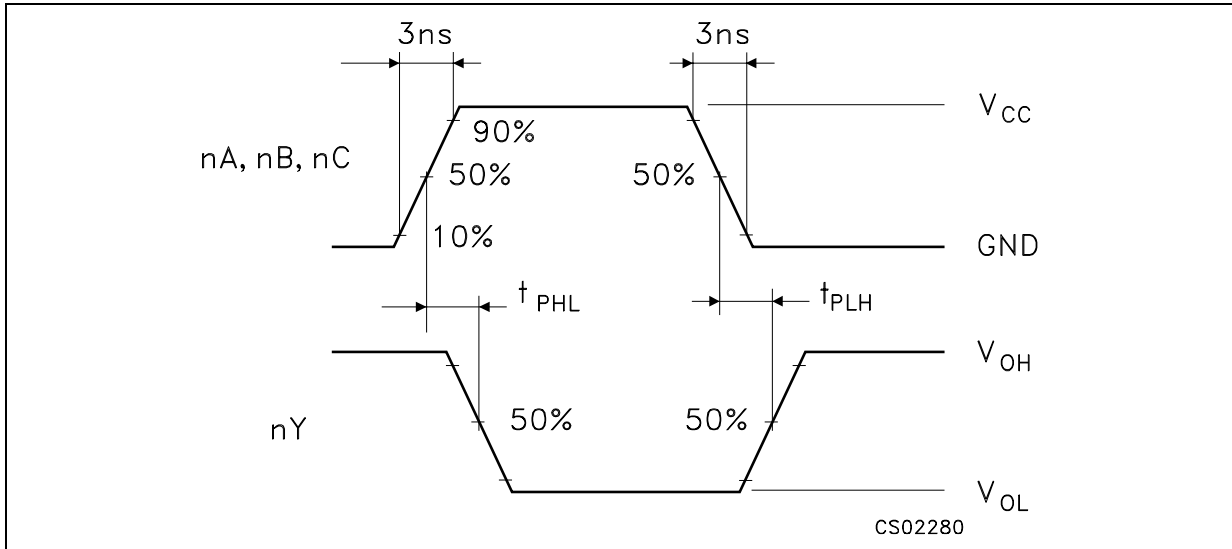 3ns 3ns
V_CC
90%
nA, nB, nC
50% 50%
10% GND
t_PHL t_PLH
V_OH
50% 50%
nY
V_OL
CS02280